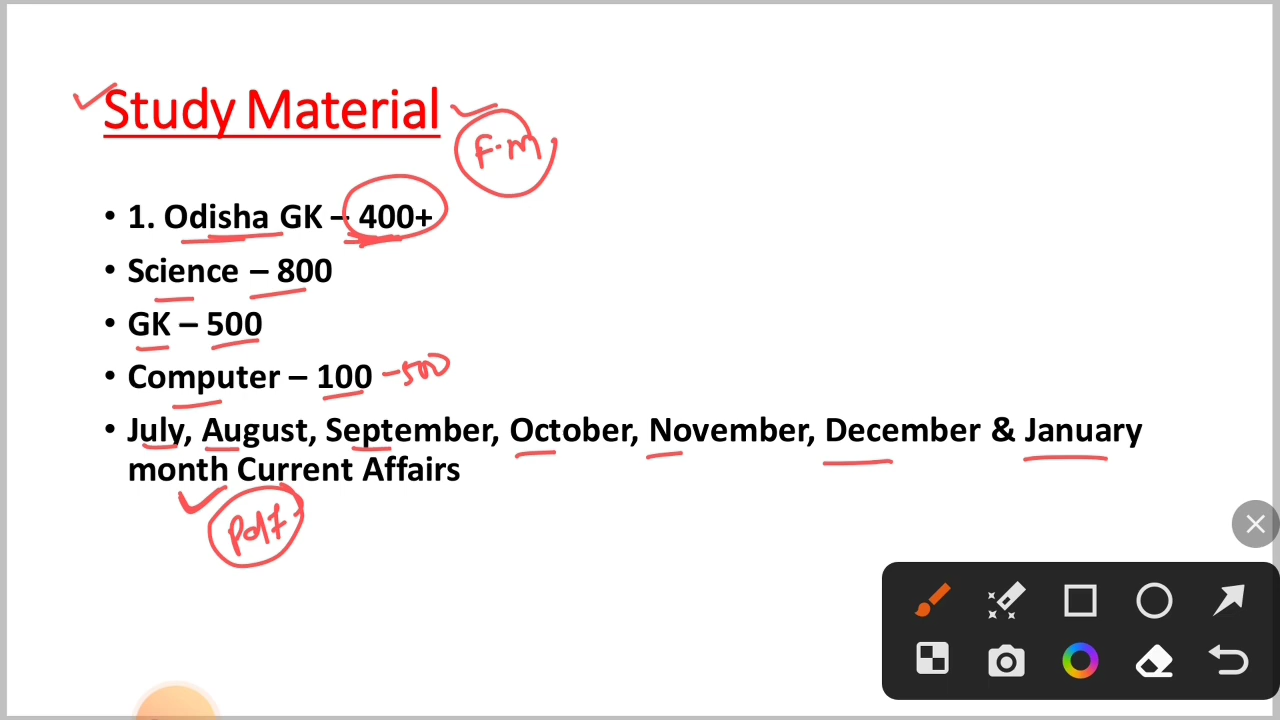 Study Material
F.M
• 1. Odisha GK – 400+
• Science – 800
• GK – 500
• Computer – 100 -500
• July, August, September, October, November, December & January
month Current Affairs
Pdf